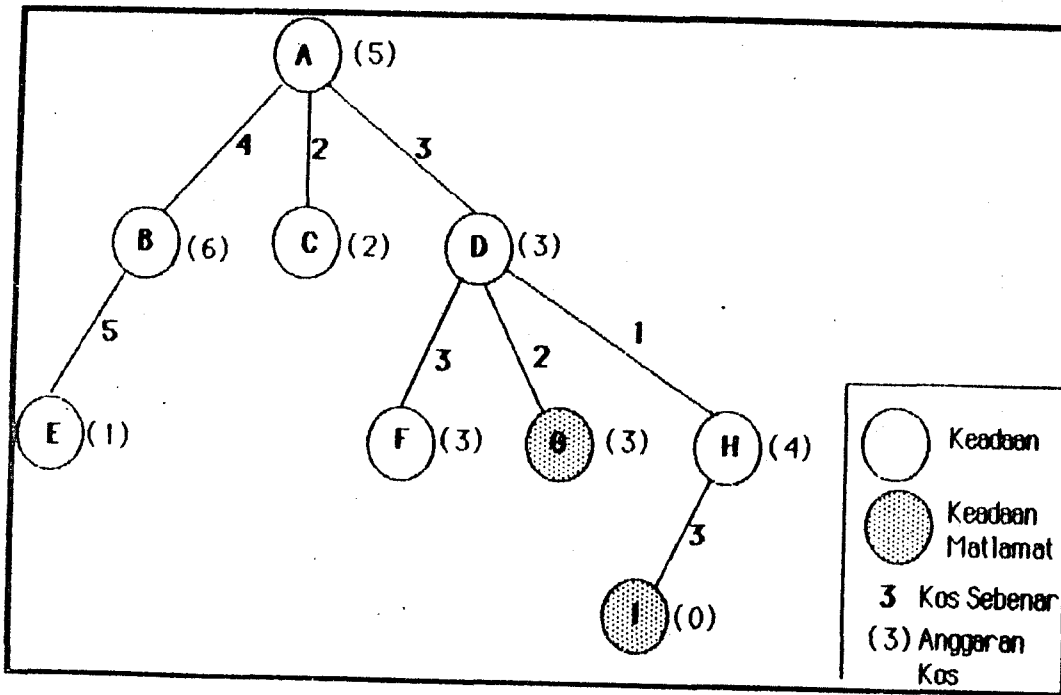 A (5)
4 2 3
B (6) C (2) D (3)
5 3 2 1
E (1) F (3) G (3) H (4)
3
I (0)
Keadaan
Keadaan
Matlamat
3 Kos Sebenar
(3) Anggaran
Kos